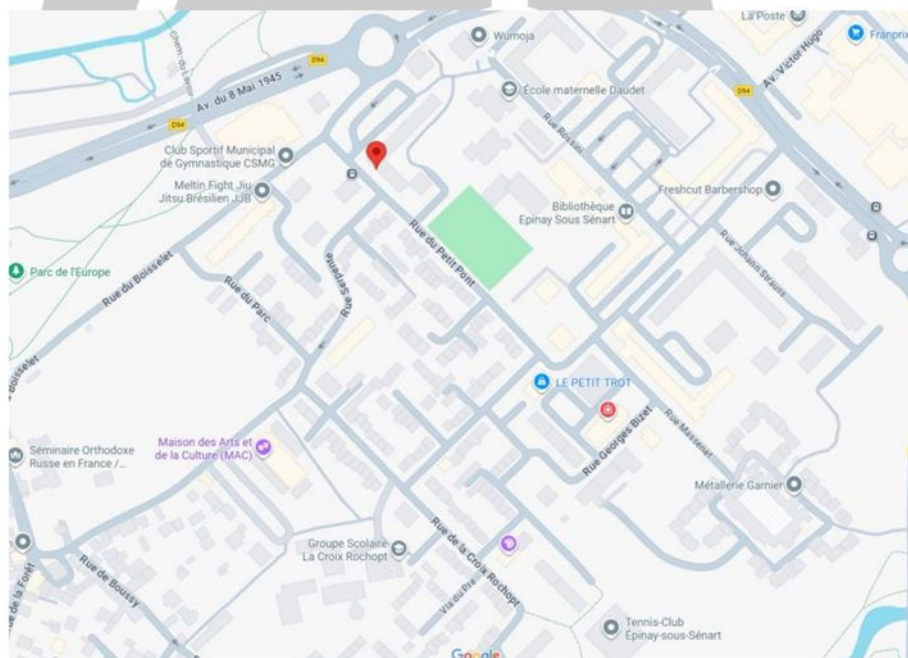 La Poste
Franprix
Wumoja
Av. Victor Hugo
Chem. du Lavoir
D94
Av. du 8 Mai 1945
École maternelle Daudet
D94
Rue Rossini
D94
Club Sportif Municipal
de Gymnastique CSMG
Meltin Fight Jiu
Jitsu Brésilien JJB
Freshcut Barbershop
Bibliothèque
Epinay Sous Sénart
Rue du Petit Pont
Rue Johann Strauss
Parc de l'Europe
Rue du Boisselet
Rue Serpente
Rue du Parc
Boisselet
LE PETIT TROT
Rue Massenet
Rue Georges Bizet
Maison des Arts et
de la Culture (MAC)
Séminaire Orthodoxe
Russe en France /...
Métallerie Garnier
Groupe Scolaire
La Croix Rochopt
Rue de la Croix Rochopt
Rue de Boussy
Rue de la Forêt
Via du Pré
Tennis-Club
Épinay-sous-Sénart
Google